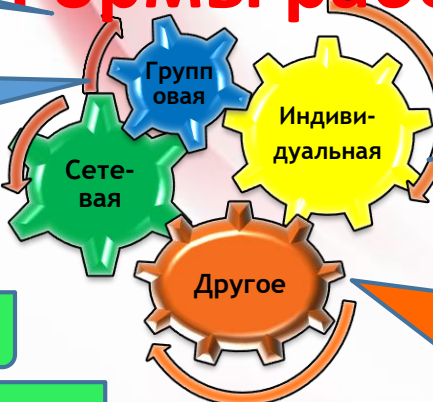 Групп
овая
Индиви-
дуальная
Сете-
вая
Другое